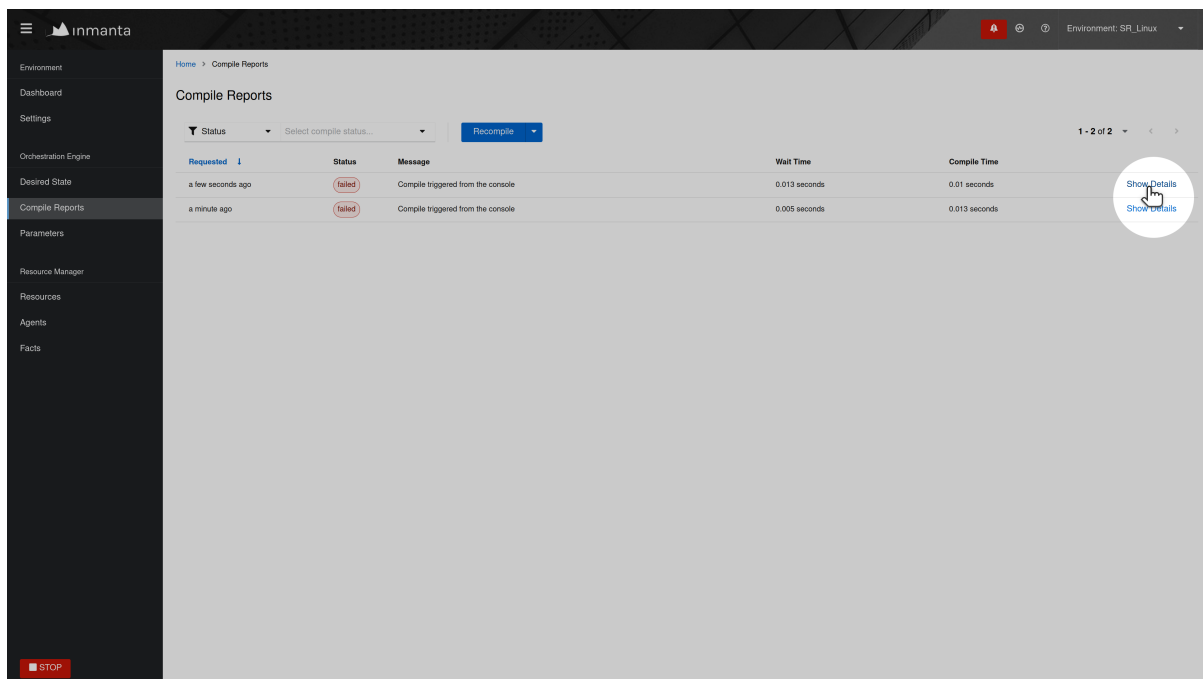 inmanta
Environment: SR_Linux
Environment
Dashboard
Settings
Orchestration Engine
Desired State
Compile Reports
Parameters
Resource Manager
Resources
Agents
Facts
STOP
Home > Compile Reports
Compile Reports
Status Select compile status... Recompile 1 - 2 of 2
Requested Status Message Wait Time Compile Time
a few seconds ago failed Compile triggered from the console 0.013 seconds 0.01 seconds Show Details
a minute ago failed Compile triggered from the console 0.005 seconds 0.013 seconds Show Details